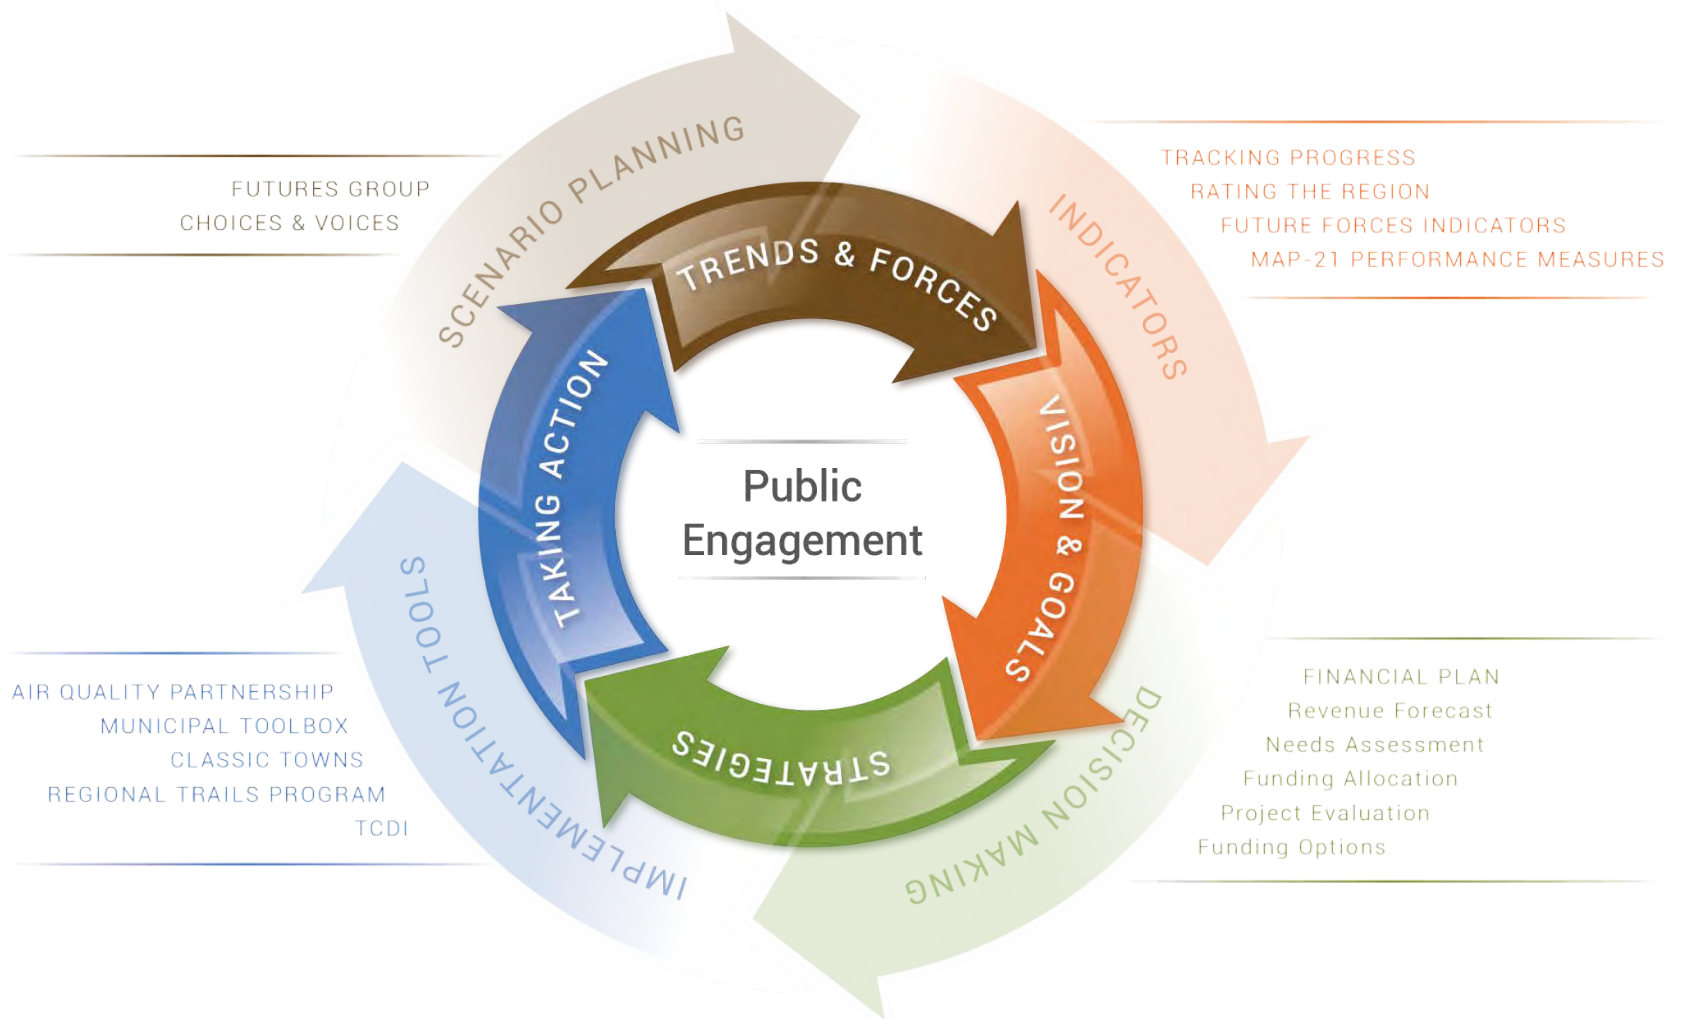 SCENARIO PLANNING
FUTURES GROUP
CHOICES & VOICES
INDICATORS
TRACKING PROGRESS
RATING THE REGION
FUTURE FORCES INDICATORS
MAP-21 PERFORMANCE MEASURES
TRENDS & FORCES
VISION & GOALS
TAKING ACTION
STRATEGIES
Public
Engagement
IMPLEMENTATION TOOLS
AIR QUALITY PARTNERSHIP
MUNICIPAL TOOLBOX
CLASSIC TOWNS
REGIONAL TRAILS PROGRAM
TCDI
DECISION MAKING
FINANCIAL PLAN
Revenue Forecast
Needs Assessment
Funding Allocation
Project Evaluation
Funding Options